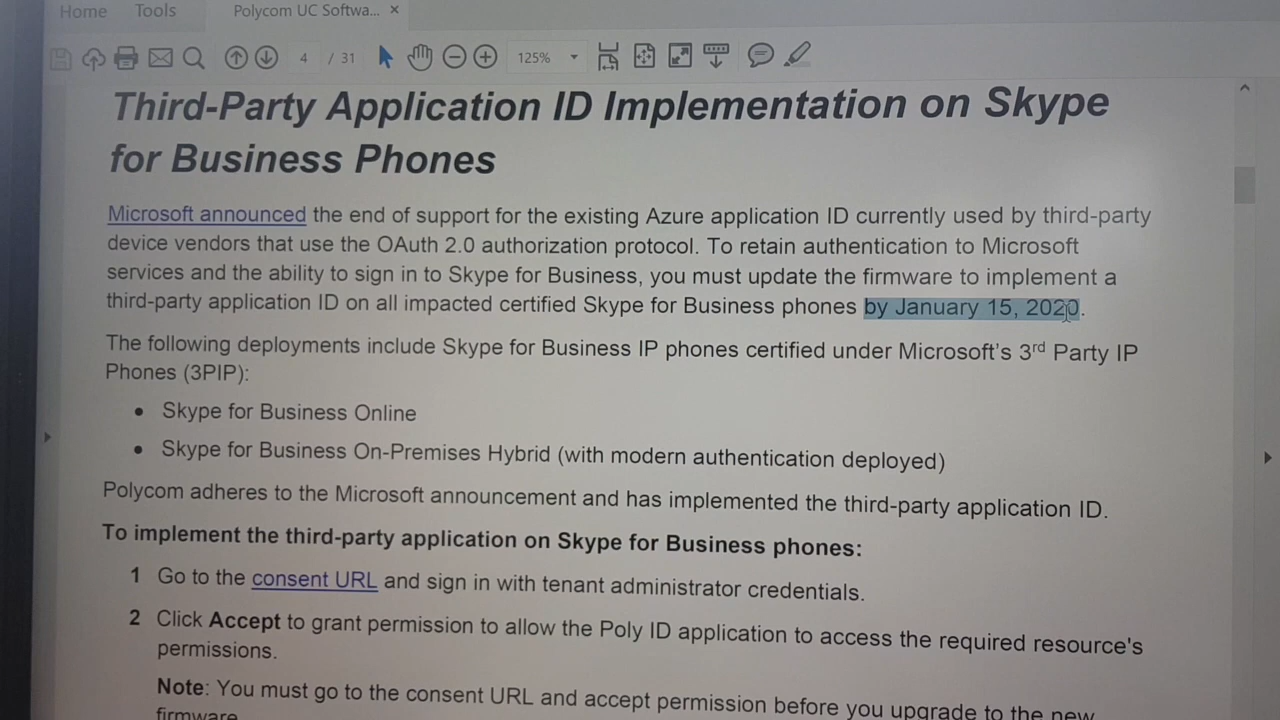 Home Tools Polycom UC Softwa... ×
4 / 31 125%
Third-Party Application ID Implementation on Skype
for Business Phones
Microsoft announced the end of support for the existing Azure application ID currently used by third-party
device vendors that use the OAuth 2.0 authorization protocol. To retain authentication to Microsoft
services and the ability to sign in to Skype for Business, you must update the firmware to implement a
third-party application ID on all impacted certified Skype for Business phones by January 15, 2020.
The following deployments include Skype for Business IP phones certified under Microsoft's 3rd Party IP
Phones (3PIP):
• Skype for Business Online
• Skype for Business On-Premises Hybrid (with modern authentication deployed)
Polycom adheres to the Microsoft announcement and has implemented the third-party application ID.
To implement the third-party application on Skype for Business phones:
1 Go to the consent URL and sign in with tenant administrator credentials.
2 Click Accept to grant permission to allow the Poly ID application to access the required resource's
permissions.
Note: You must go to the consent URL and accept permission before you upgrade to the new
firmware